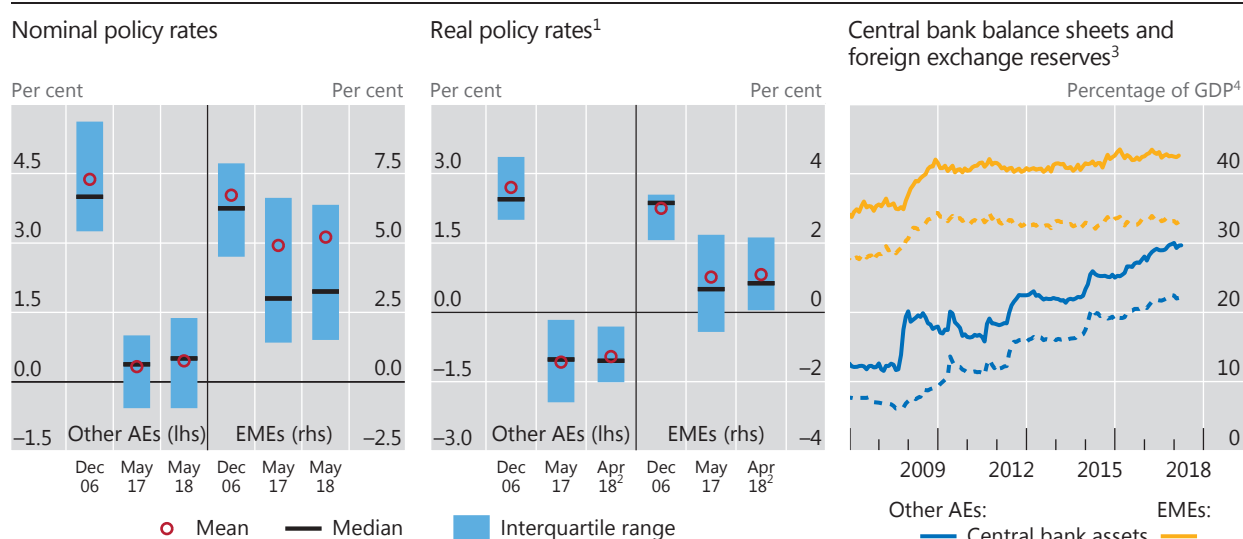 Nominal policy rates
Real policy rates¹
Central bank balance sheets and
foreign exchange reserves³
Per cent
Per cent
Per cent
Per cent
Percentage of GDP⁴
4.5
3.0
1.5
0.0
–1.5
7.5
5.0
2.5
0.0
–2.5
Other AEs (lhs)
EMEs (rhs)
Dec
06
May
17
May
18
Dec
06
May
17
May
18
3.0
1.5
0.0
–1.5
–3.0
4
2
0
–2
–4
Other AEs (lhs)
EMEs (rhs)
Dec
06
May
17
Apr
18²
Dec
06
May
17
Apr
18²
40
30
20
10
0
2009
2012
2015
2018
Mean
Median
Interquartile range
Other AEs:
EMEs:
Central bank assets